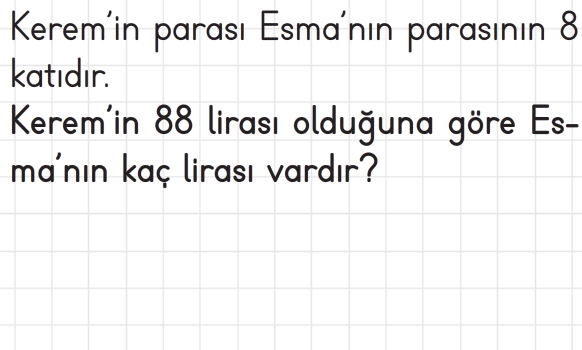 Kerem'in parası Esma'nın parasının 8
katıdır.
Kerem'in 88 lirası olduğuna göre Es-
ma'nın kaç lirası vardır?